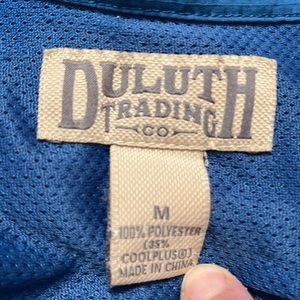 DULUTH
TRADING
CO
M
100% POLYESTER
(35%
COOLPLUS®)
MADE IN CHINA